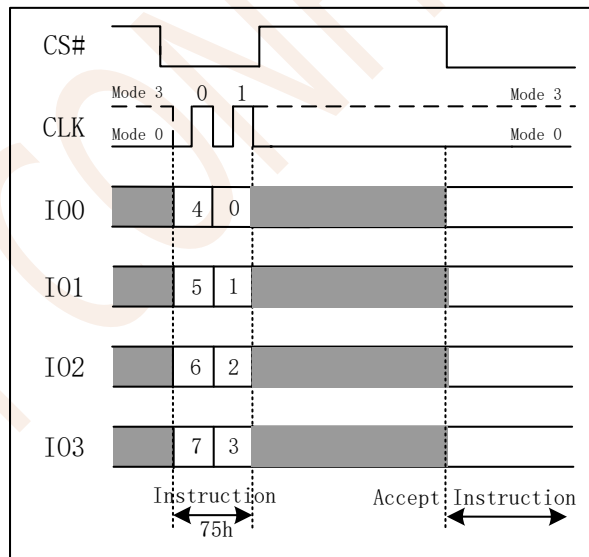 CS#
Mode 3 0 1 Mode 3
CLK
Mode 0 Mode 0
IO0 4 0
IO1 5 1
IO2 6 2
IO3 7 3
Instruction Accept Instruction
75h